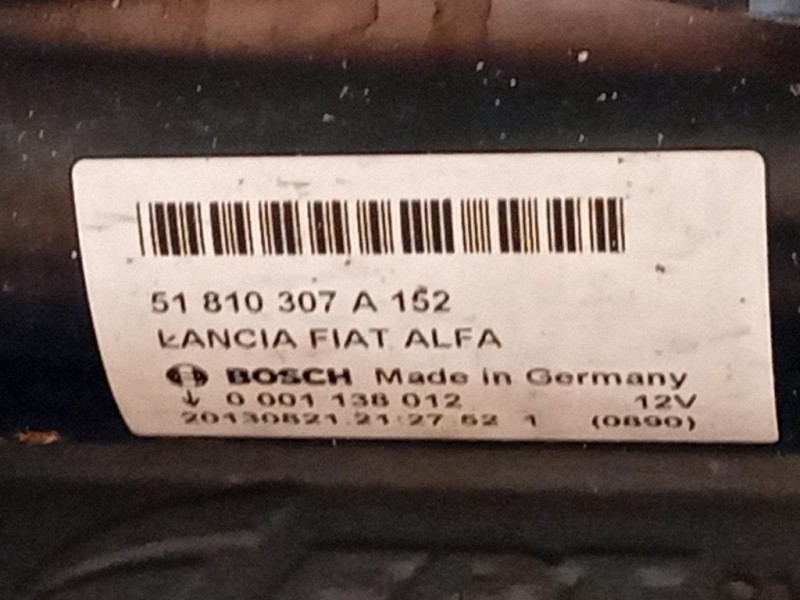 51 810 307 A 152
LANCIA FIAT ALFA
BOSCH Made in Germany
0 001 138 012 12V
20130821 21:27 52 1 (0890)